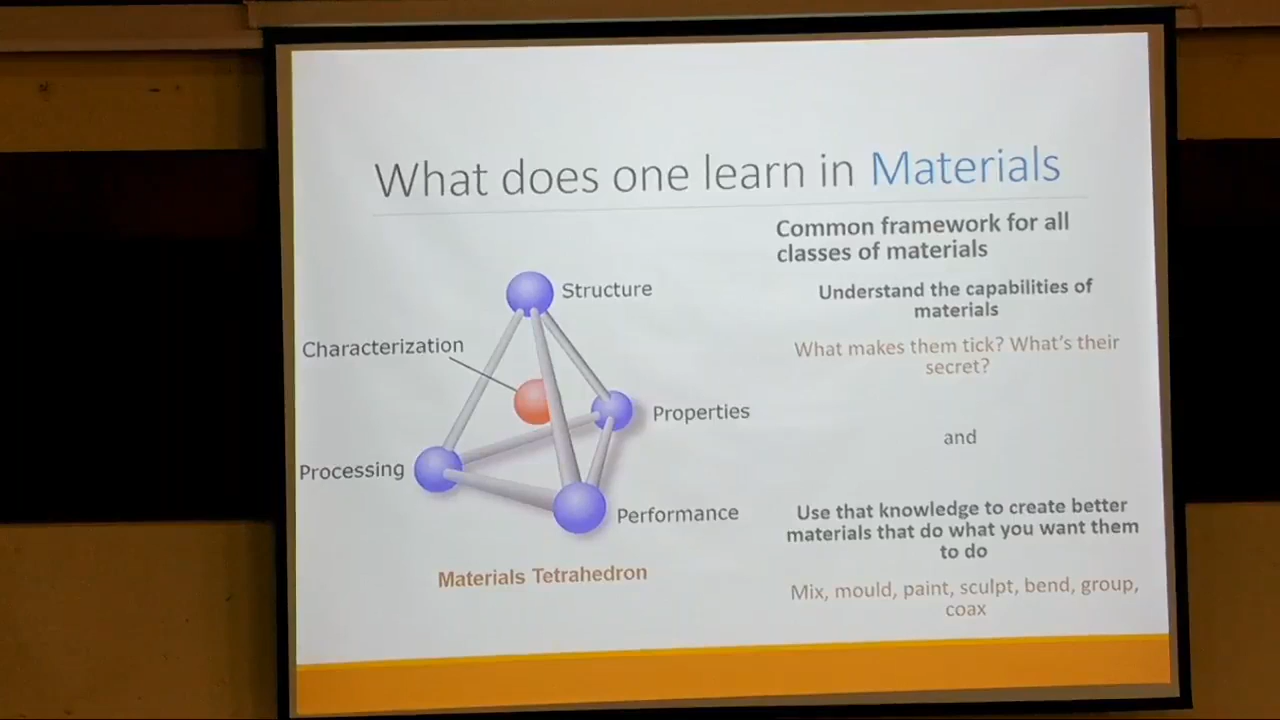 What does one learn in Materials
Structure
Characterization
Properties
Processing
Performance
Materials Tetrahedron
Common framework for all
classes of materials
Understand the capabilities of
materials
What makes them tick? What's their
secret?
and
Use that knowledge to create better
materials that do what you want them
to do
Mix, mould, paint, sculpt, bend, group,
coax